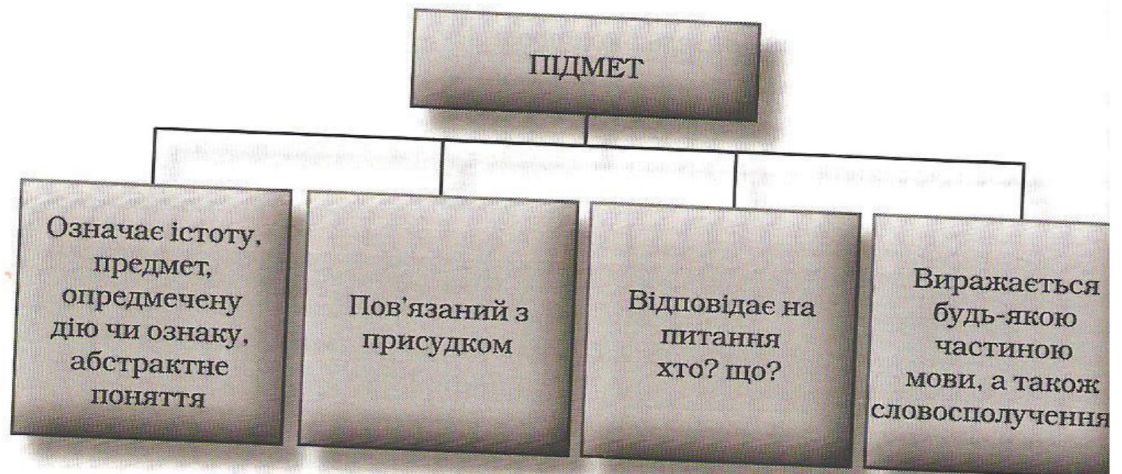 ПІДМЕТ
Означає істоту,
предмет,
опредмечену
дію чи ознаку,
абстрактне
поняття
Пов’язаний з
присудком
Відповідає на
питання
хто? що?
Виражається
будь-якою
частиною
мови, а також
словосполучення